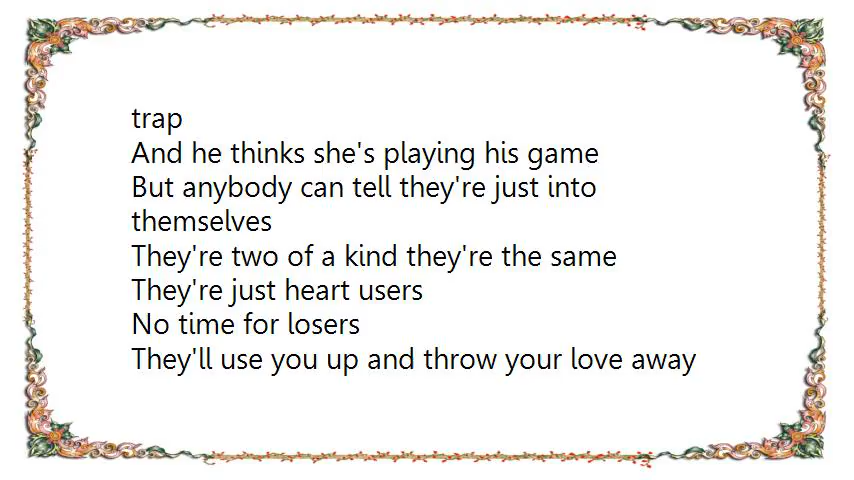 trap
And he thinks she's playing his game
But anybody can tell they're just into
themselves
They're two of a kind they're the same
They're just heart users
No time for losers
They'll use you up and throw your love away